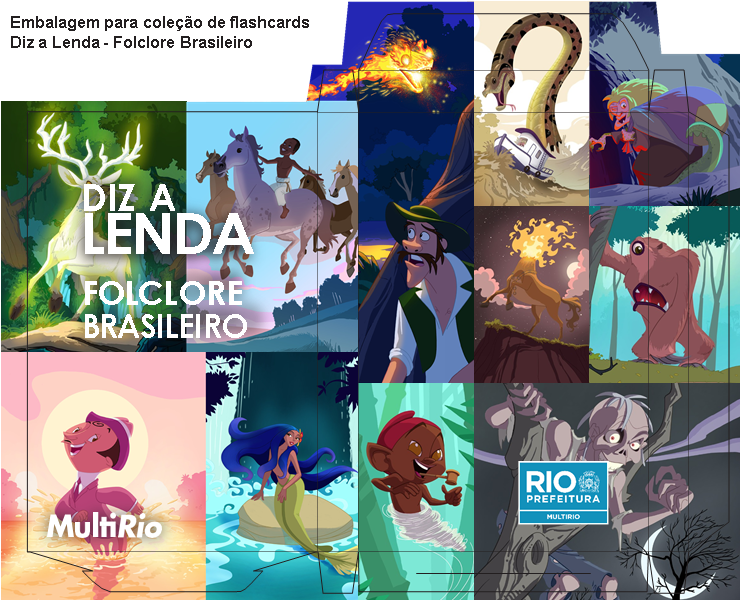 Embalagem para coleção de flashcards
Diz a Lenda - Folclore Brasileiro
DIZ A
LENDA
FOLCLORE
BRASILEIRO
MultiRio
RIO
PREFEITURA
MULTIRIO